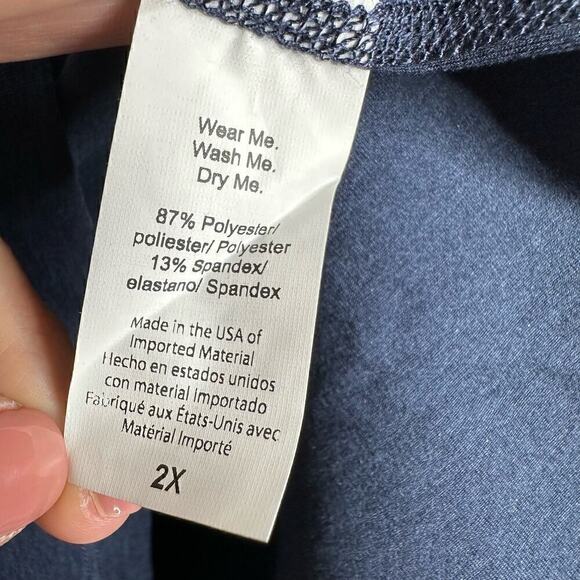 Wear Me.
Wash Me.
Dry Me.
87% Polyester/
poliester/ Polyester
13% Spandex/
elastano/ Spandex
Made in the USA of
Imported Material
Hecho en estados unidos
con material Importado
Fabriqué aux États-Unis avec
Matérial Importé
2X